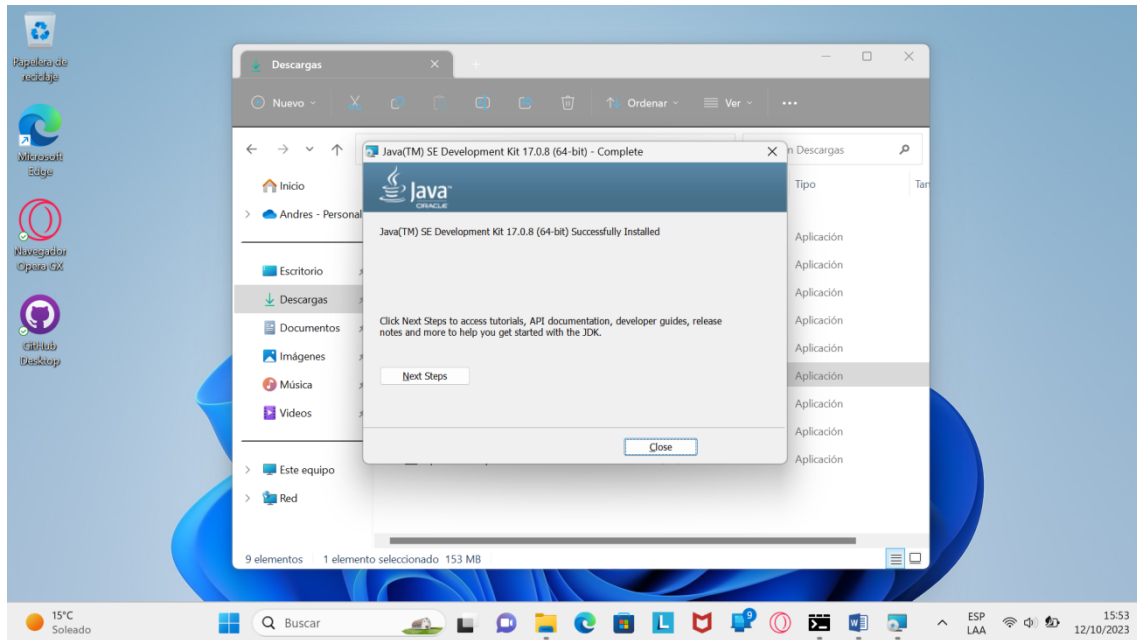 Papelera de
reciclaje
Microsoft
Edge
Navegador
Opera GX
GitHub
Desktop
Descargas
Nuevo
Ordenar
Ver
n Descargas
Inicio
Andres - Personal
Escritorio
Descargas
Documentos
Imágenes
Música
Videos
Este equipo
Red
Tipo
Tan
Aplicación
Aplicación
Aplicación
Aplicación
Aplicación
Aplicación
Aplicación
Aplicación
Aplicación
Java(TM) SE Development Kit 17.0.8 (64-bit) - Complete
Java™
ORACLE
Java(TM) SE Development Kit 17.0.8 (64-bit) Successfully Installed
Click Next Steps to access tutorials, API documentation, developer guides, release
notes and more to help you get started with the JDK.
Next Steps
Close
9 elementos 1 elemento seleccionado 153 MB
15°C
Soleado
Buscar
L
9
ESP
LAA
15:53
12/10/2023